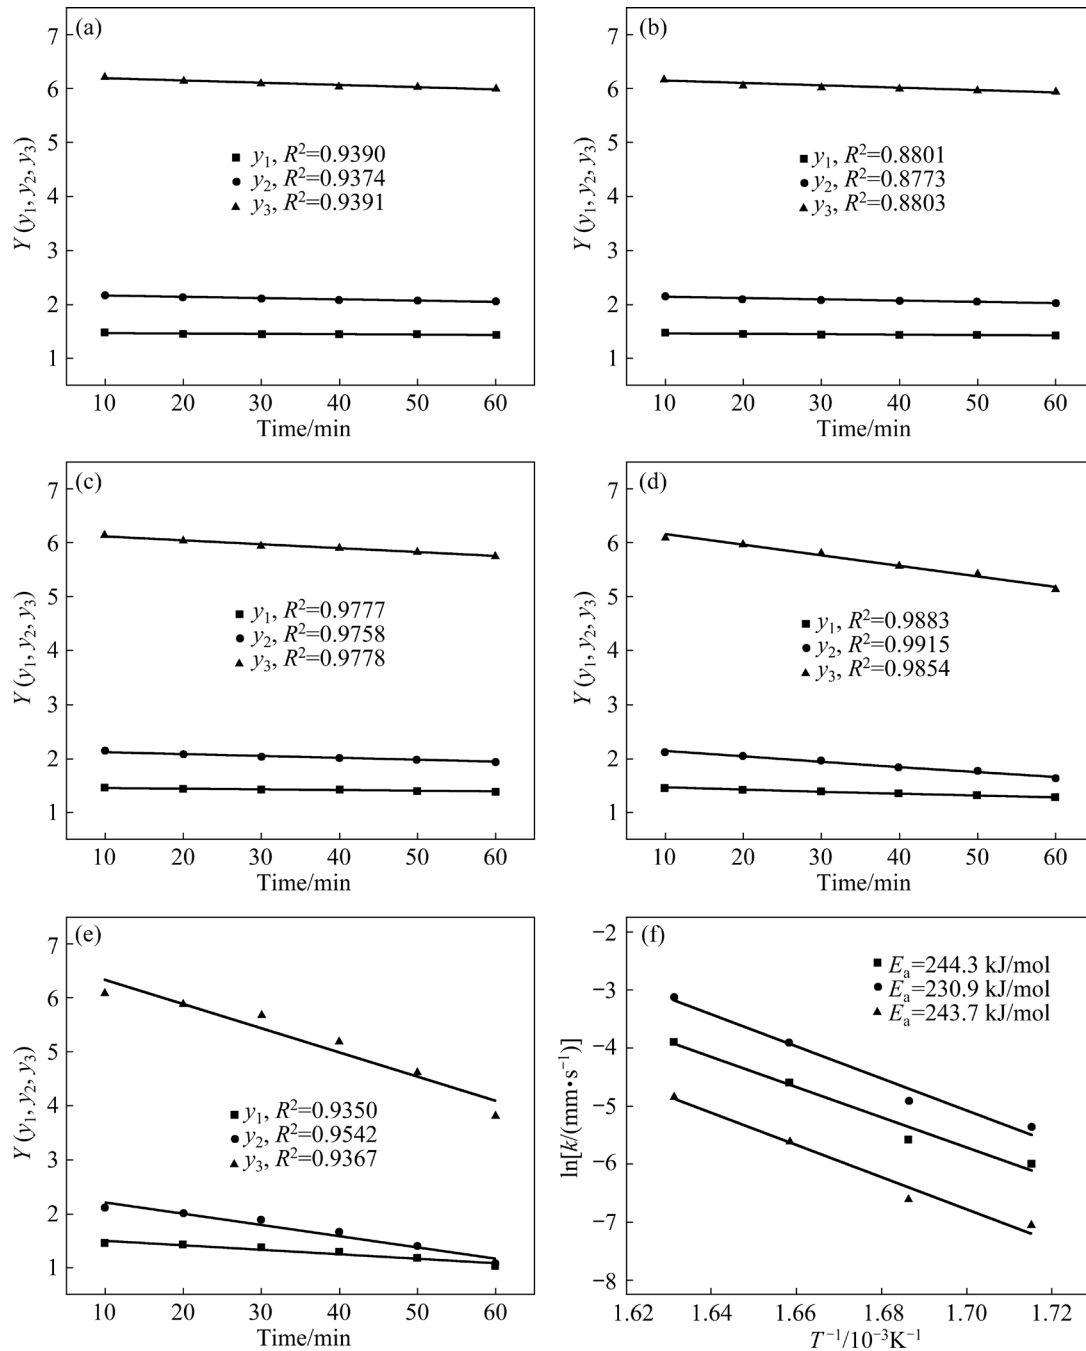 (a)
7
6
5
4
3
2
1
Y (y₁, y₂, y₃)
y₁, R²=0.9390
y₂, R²=0.9374
y₃, R²=0.9391
10 20 30 40 50 60
Time/min
(b)
7
6
5
4
3
2
1
Y (y₁, y₂, y₃)
y₁, R²=0.8801
y₂, R²=0.8773
y₃, R²=0.8803
10 20 30 40 50 60
Time/min
(c)
7
6
5
4
3
2
1
Y (y₁, y₂, y₃)
y₁, R²=0.9777
y₂, R²=0.9758
y₃, R²=0.9778
10 20 30 40 50 60
Time/min
(d)
7
6
5
4
3
2
1
Y (y₁, y₂, y₃)
y₁, R²=0.9883
y₂, R²=0.9915
y₃, R²=0.9854
10 20 30 40 50 60
Time/min
(e)
7
6
5
4
3
2
1
Y (y₁, y₂, y₃)
y₁, R²=0.9350
y₂, R²=0.9542
y₃, R²=0.9367
10 20 30 40 50 60
Time/min
(f)
−2
−3
−4
−5
−6
−7
−8
ln[k/(mm•s⁻¹)]
Eₐ=244.3 kJ/mol
Eₐ=230.9 kJ/mol
Eₐ=243.7 kJ/mol
1.62 1.64 1.66 1.68 1.70 1.72
T⁻¹/10⁻³K⁻¹